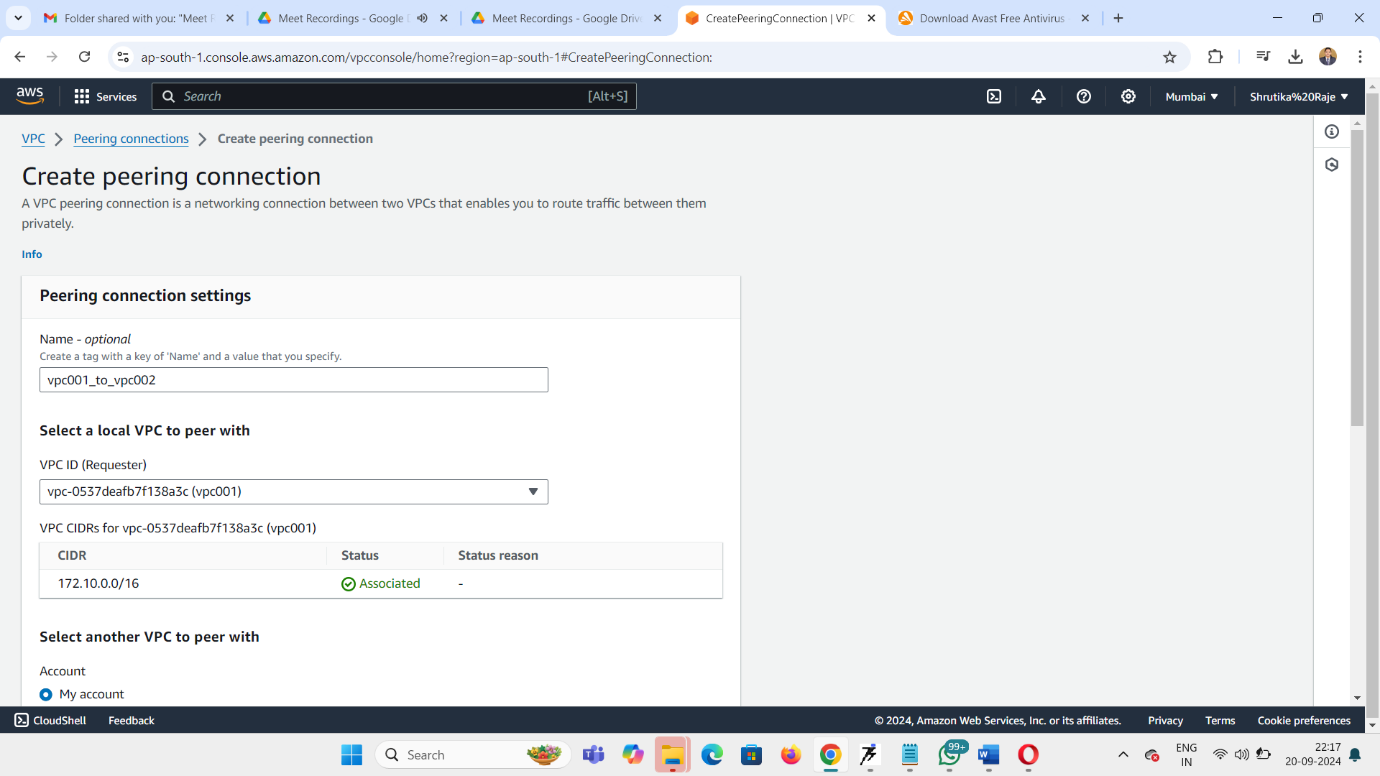 Folder shared with you: "Meet R
Meet Recordings - Google D
Meet Recordings - Google Drive
CreatePeeringConnection | VPC
Download Avast Free Antivirus
ap-south-1.console.aws.amazon.com/vpcconsole/home?region=ap-south-1#CreatePeeringConnection:
aws
Services
Search
[Alt+S]
Mumbai
Shrutika%20Raje
VPC
Peering connections
Create peering connection
Create peering connection
A VPC peering connection is a networking connection between two VPCs that enables you to route traffic between them
privately.
Info
Peering connection settings
Name - optional
Create a tag with a key of 'Name' and a value that you specify.
vpc001_to_vpc002
Select a local VPC to peer with
VPC ID (Requester)
vpc-0537deafb7f138a3c (vpc001)
VPC CIDRs for vpc-0537deafb7f138a3c (vpc001)
CIDR Status Status reason
172.10.0.0/16 Associated -
Select another VPC to peer with
Account
My account
CloudShell
Feedback
© 2024, Amazon Web Services, Inc. or its affiliates.
Privacy
Terms
Cookie preferences
Search
99+
ENG
IN
22:17
20-09-2024